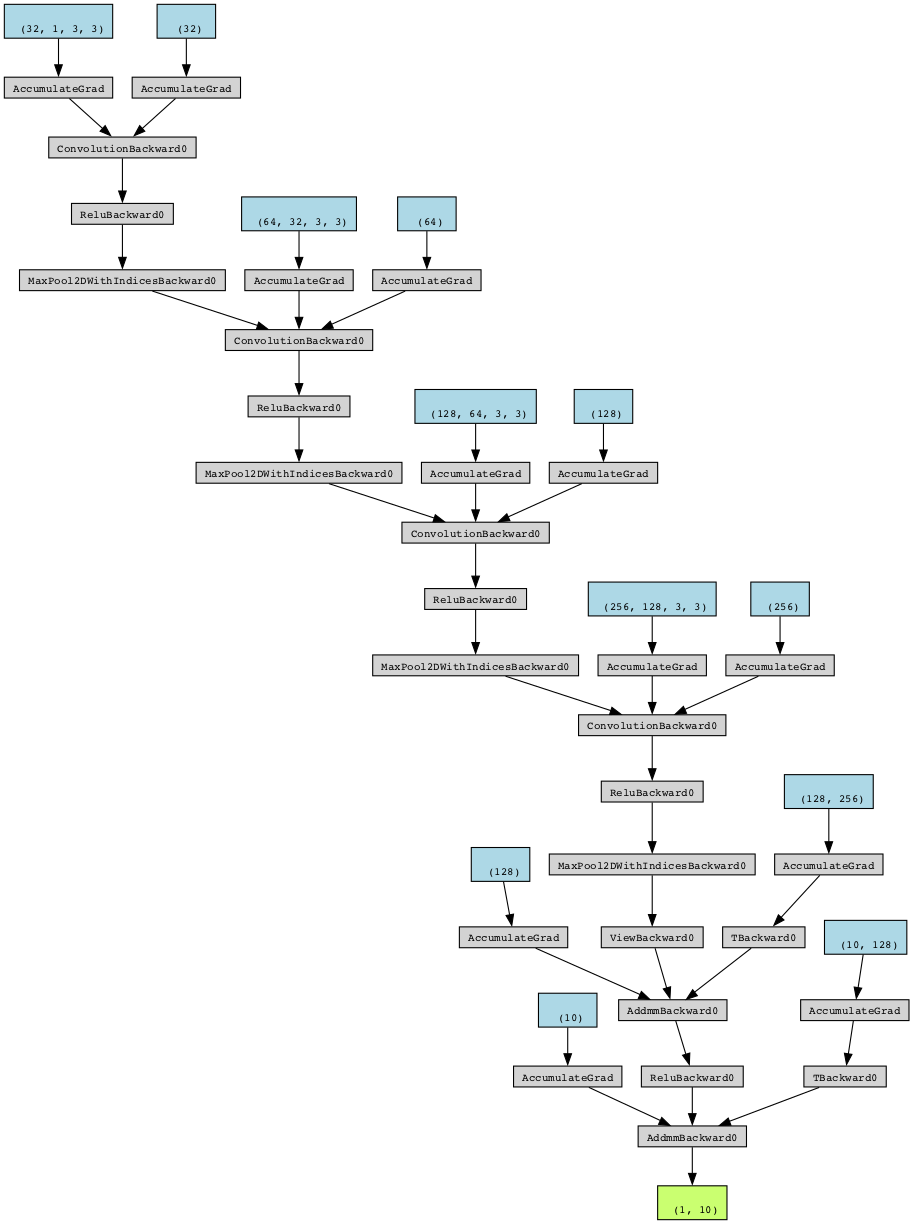 (32, 1, 3, 3)
(32)
AccumulateGrad
AccumulateGrad
ConvolutionBackward0
ReluBackward0
(64, 32, 3, 3)
(64)
MaxPool2DWithIndicesBackward0
AccumulateGrad
AccumulateGrad
ConvolutionBackward0
ReluBackward0
(128, 64, 3, 3)
(128)
MaxPool2DWithIndicesBackward0
AccumulateGrad
AccumulateGrad
ConvolutionBackward0
ReluBackward0
(256, 128, 3, 3)
(256)
MaxPool2DWithIndicesBackward0
AccumulateGrad
AccumulateGrad
ConvolutionBackward0
ReluBackward0
(128, 256)
(128)
MaxPool2DWithIndicesBackward0
AccumulateGrad
AccumulateGrad
ViewBackward0
TBackward0
(10, 128)
(10)
AddmmBackward0
AccumulateGrad
AccumulateGrad
ReluBackward0
TBackward0
AddmmBackward0
(1, 10)